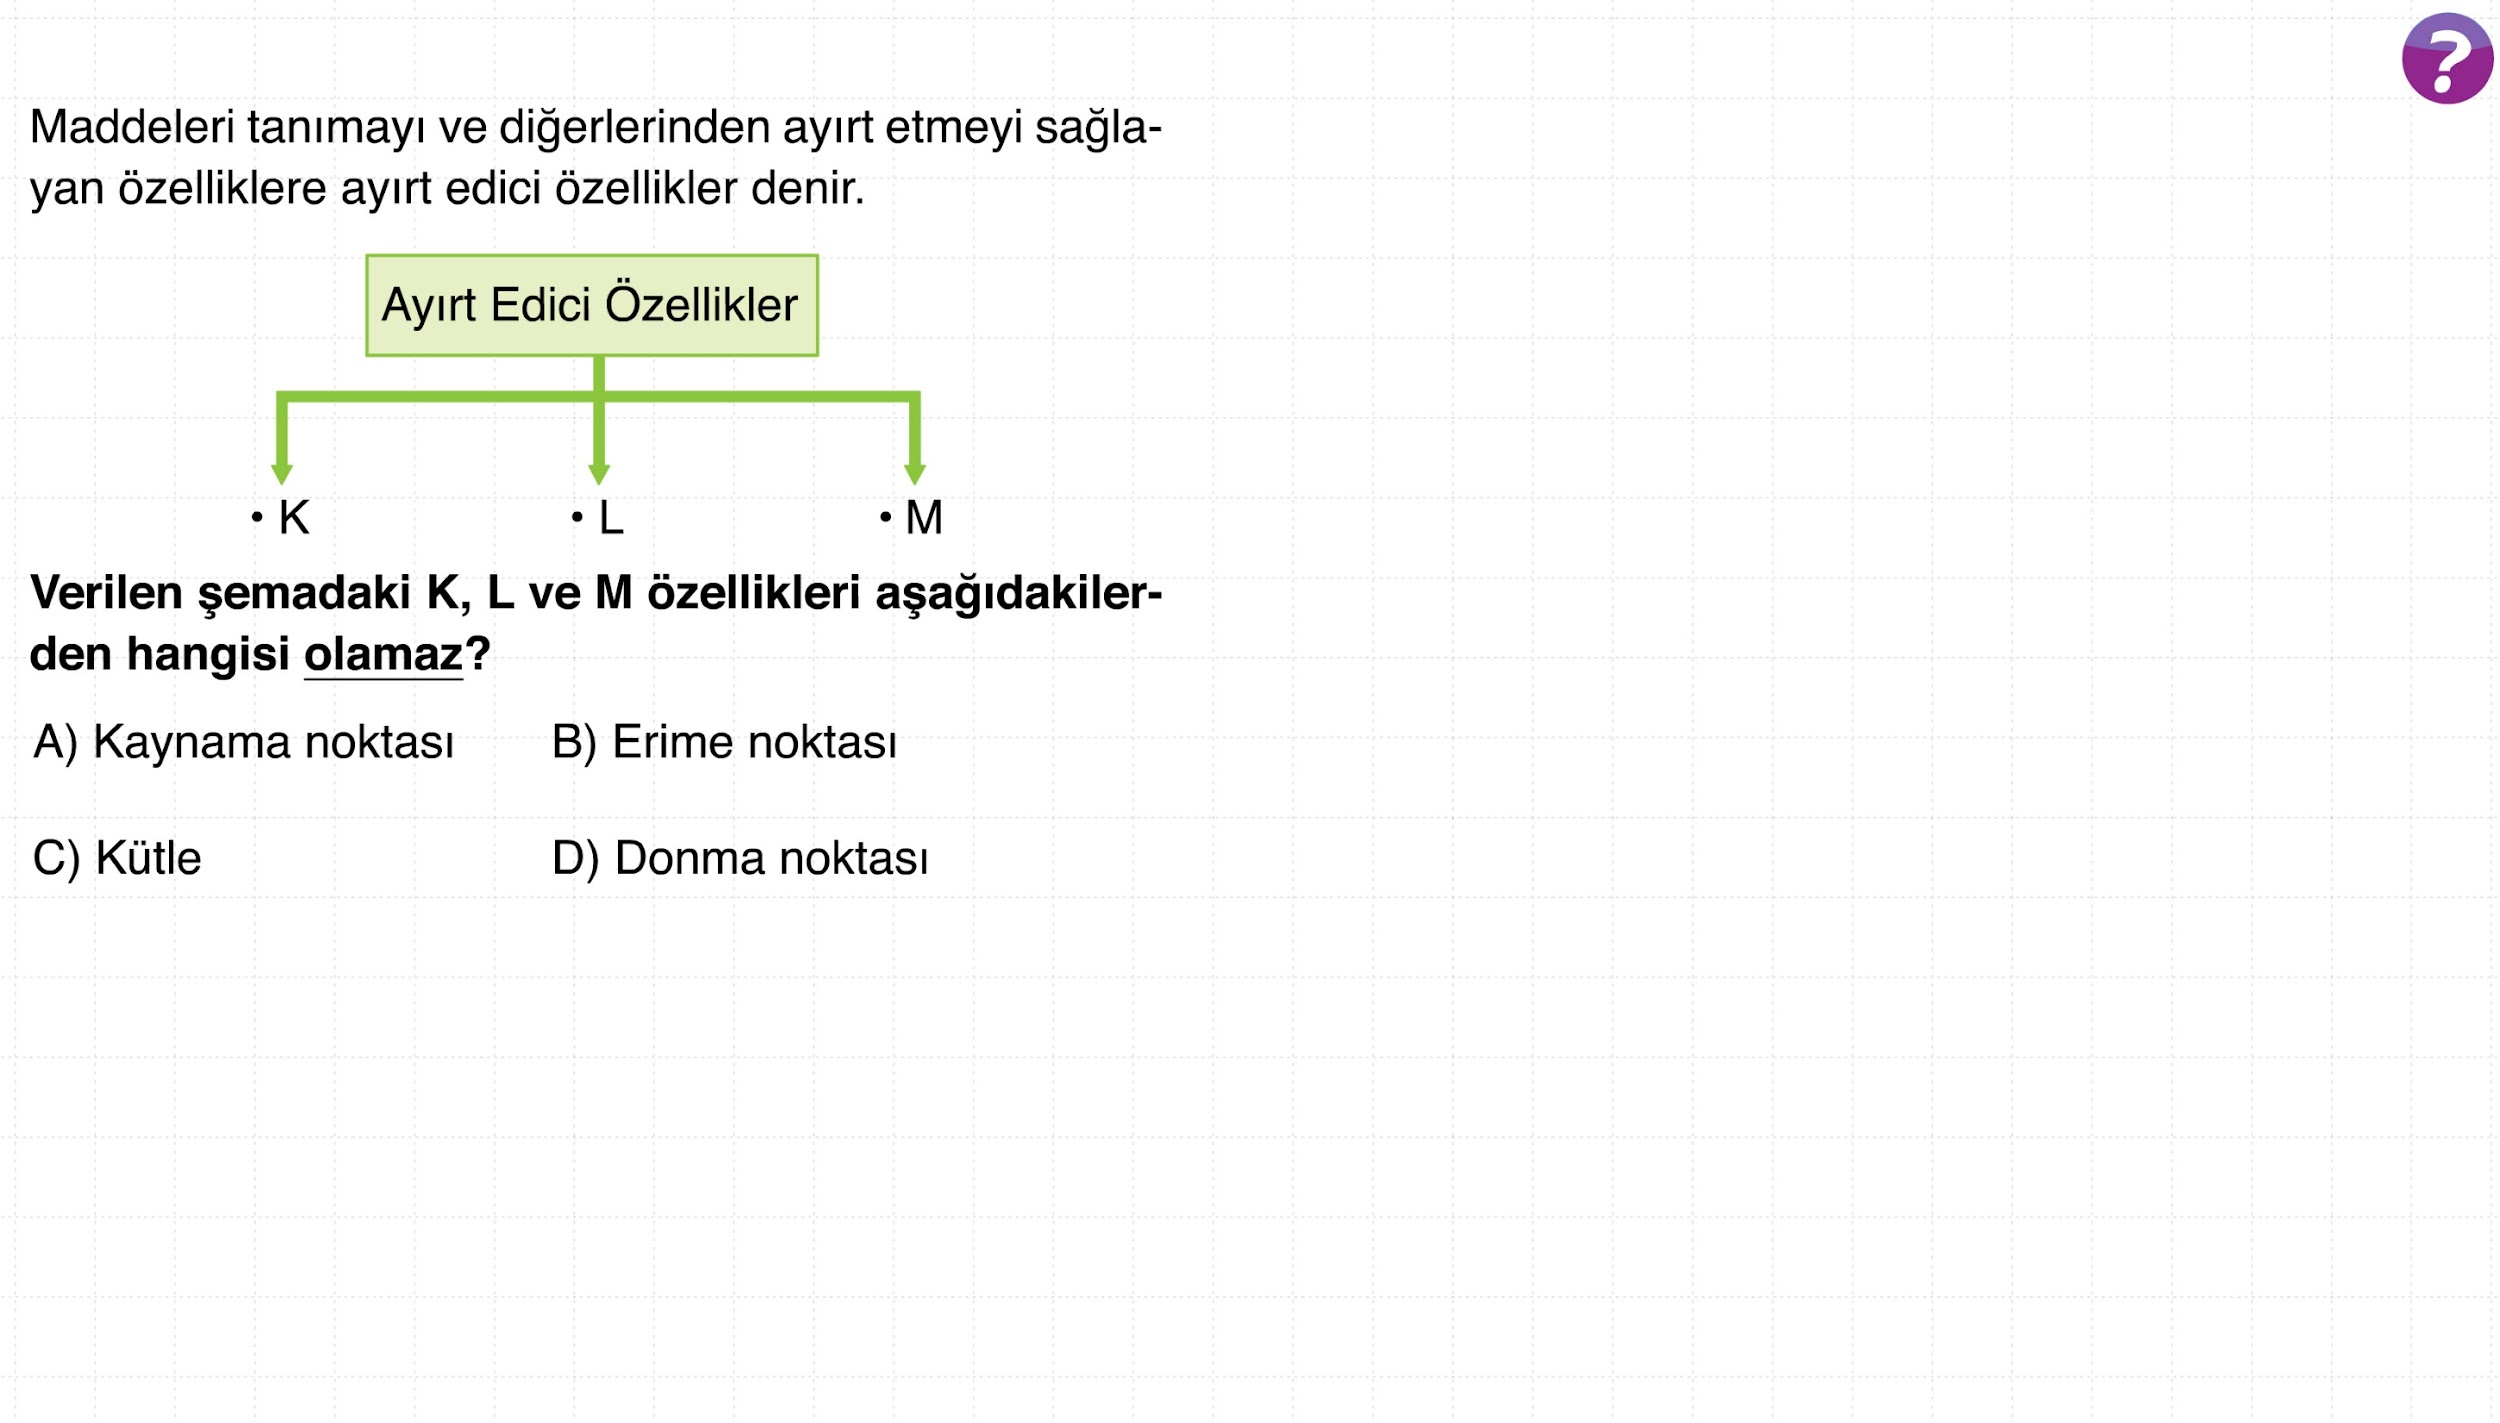 ?
Maddeleri tanımayı ve diğerlerinden ayırt etmeyi sağla-
yan özelliklere ayırt edici özellikler denir.
Ayırt Edici Özellikler
• K • L • M
Verilen şemadaki K, L ve M özellikleri aşağıdakiler-
den hangisi olamaz?
A) Kaynama noktası B) Erime noktası
C) Kütle D) Donma noktası